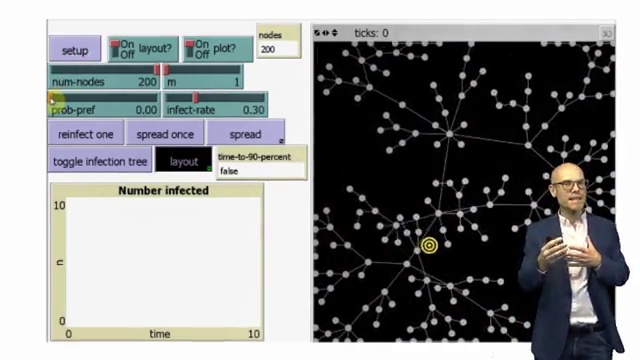 setup
On
Off
layout?
On
Off
plot?
nodes
200
num-nodes 200
m 1
prob-pref 0.00
infect-rate 0.30
reinfect one
spread once
spread
toggle infection tree
layout
time-to-90-percent
false
Number infected
10
n
0
0
time
10
ticks: 0
3D